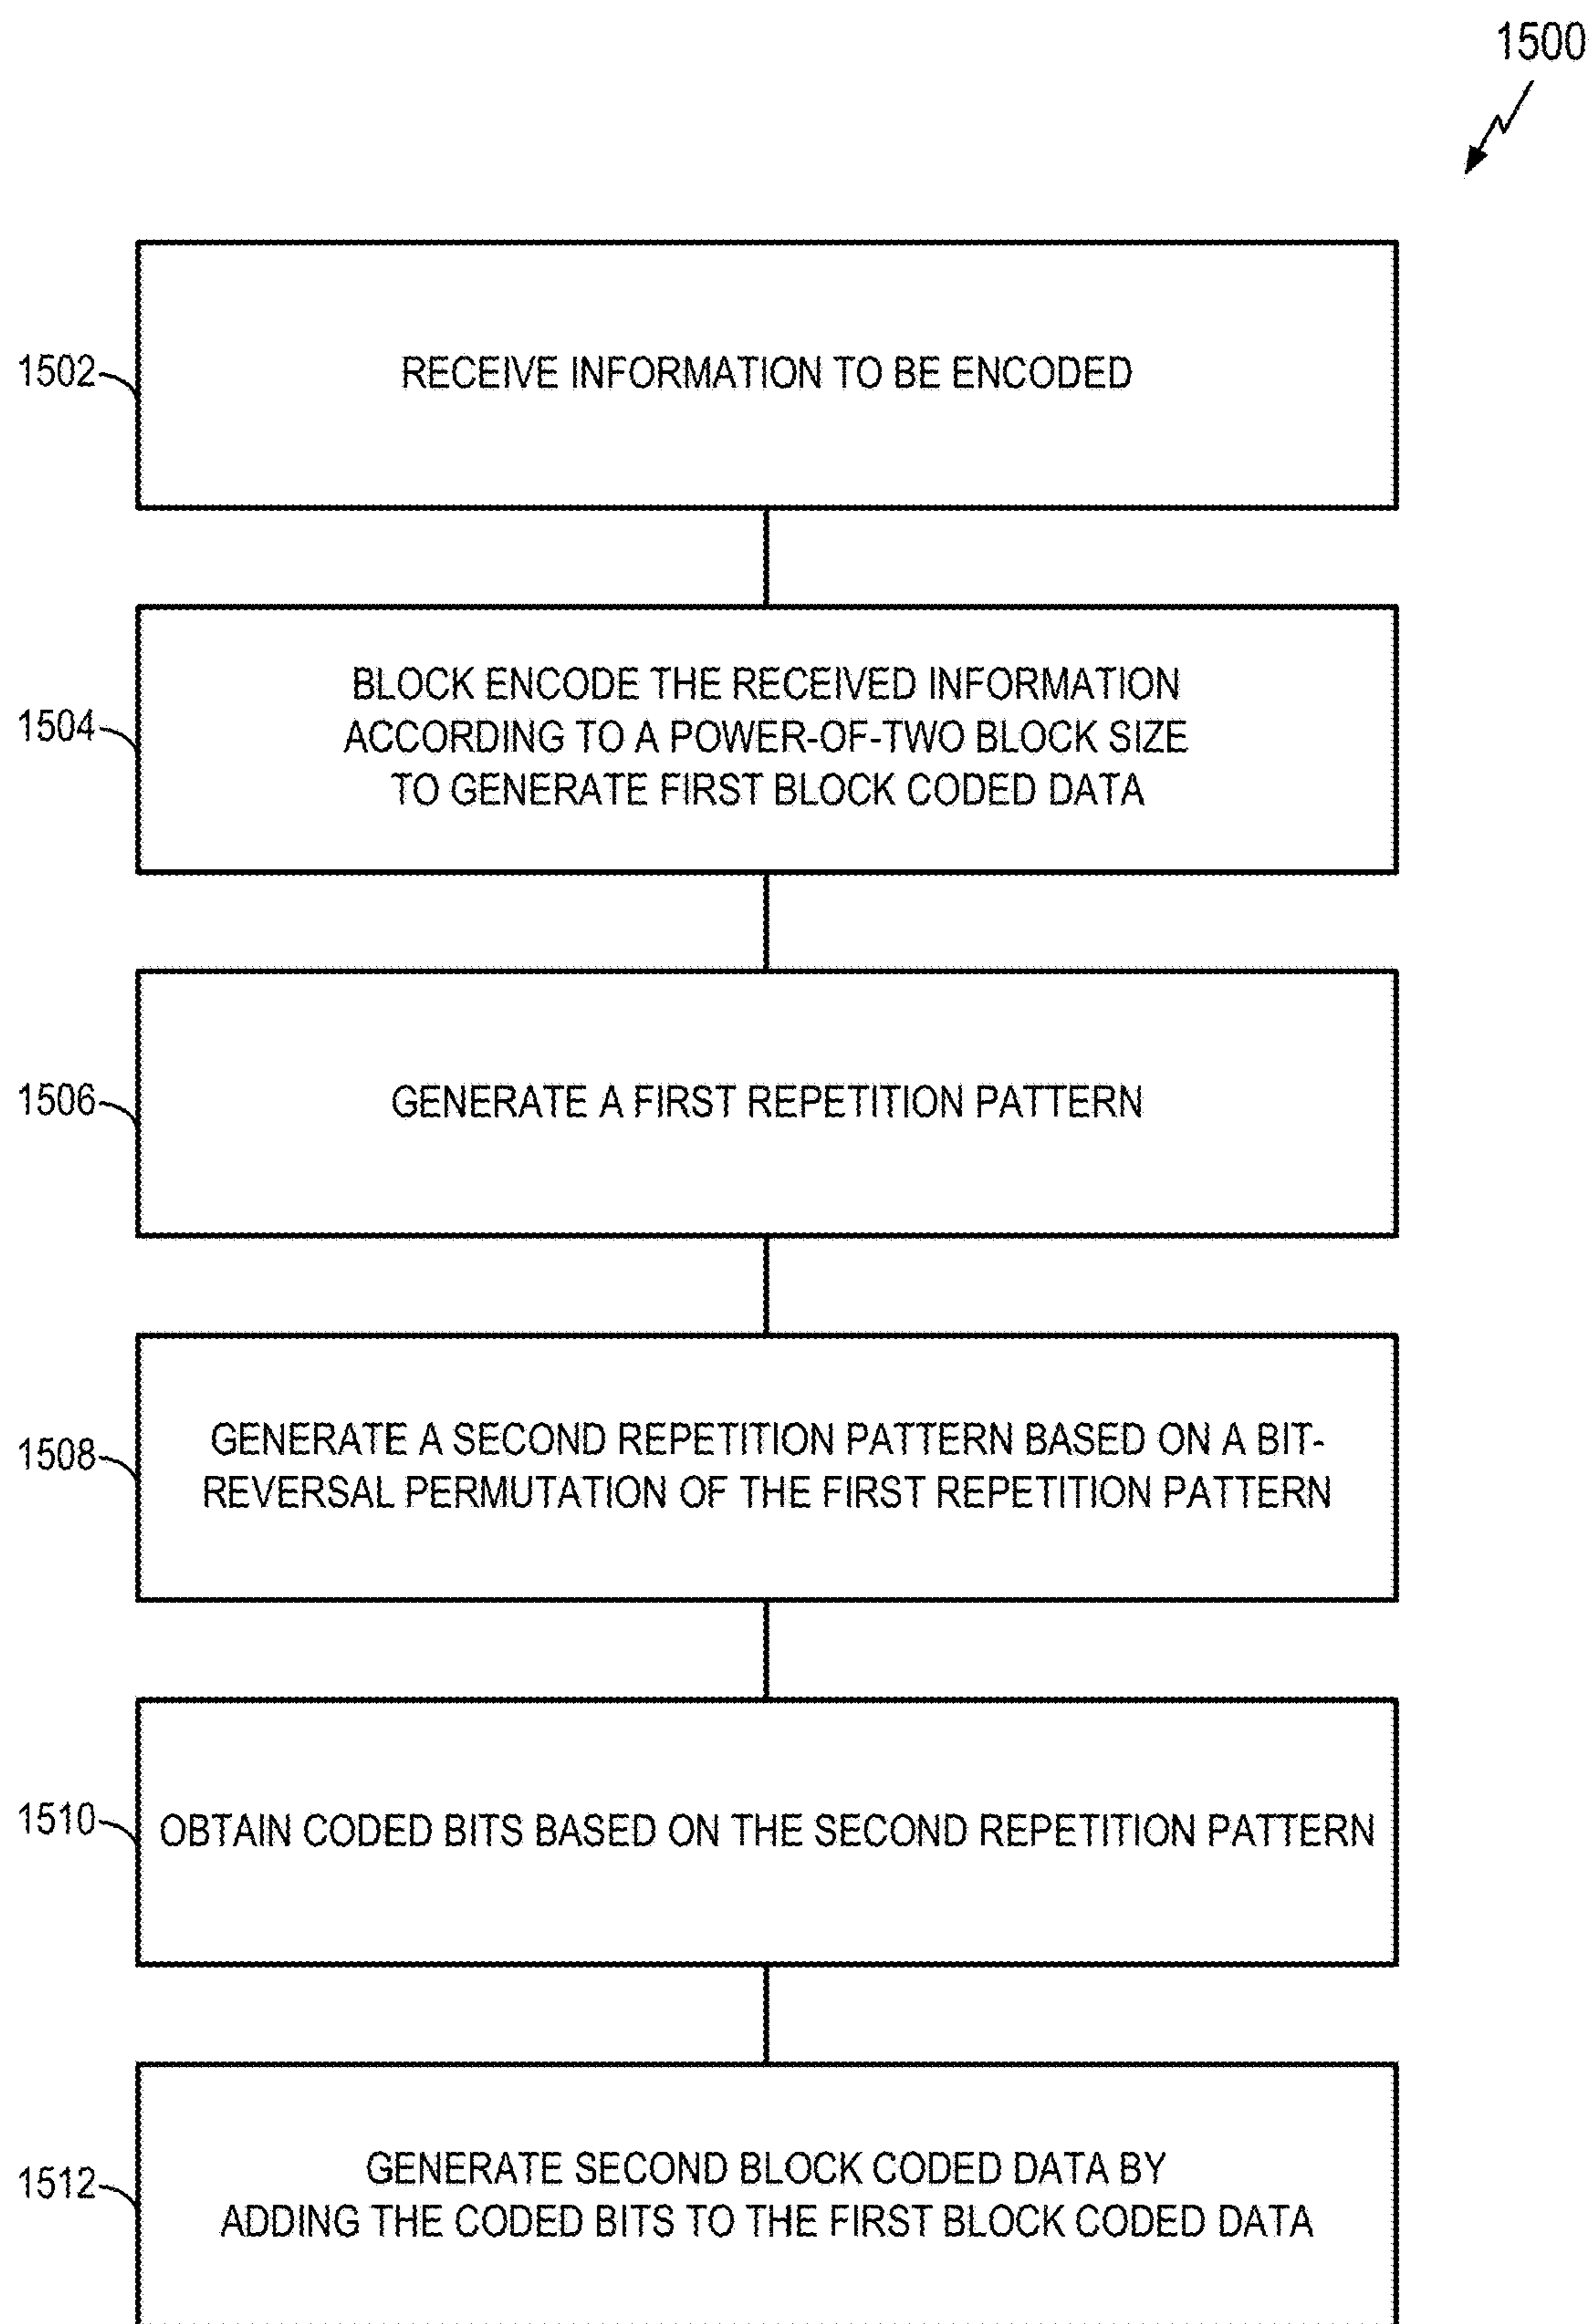 1500
1502
RECEIVE INFORMATION TO BE ENCODED
1504
BLOCK ENCODE THE RECEIVED INFORMATION
ACCORDING TO A POWER-OF-TWO BLOCK SIZE
TO GENERATE FIRST BLOCK CODED DATA
1506
GENERATE A FIRST REPETITION PATTERN
1508
GENERATE A SECOND REPETITION PATTERN BASED ON A BIT-
REVERSAL PERMUTATION OF THE FIRST REPETITION PATTERN
1510
OBTAIN CODED BITS BASED ON THE SECOND REPETITION PATTERN
1512
GENERATE SECOND BLOCK CODED DATA BY
ADDING THE CODED BITS TO THE FIRST BLOCK CODED DATA